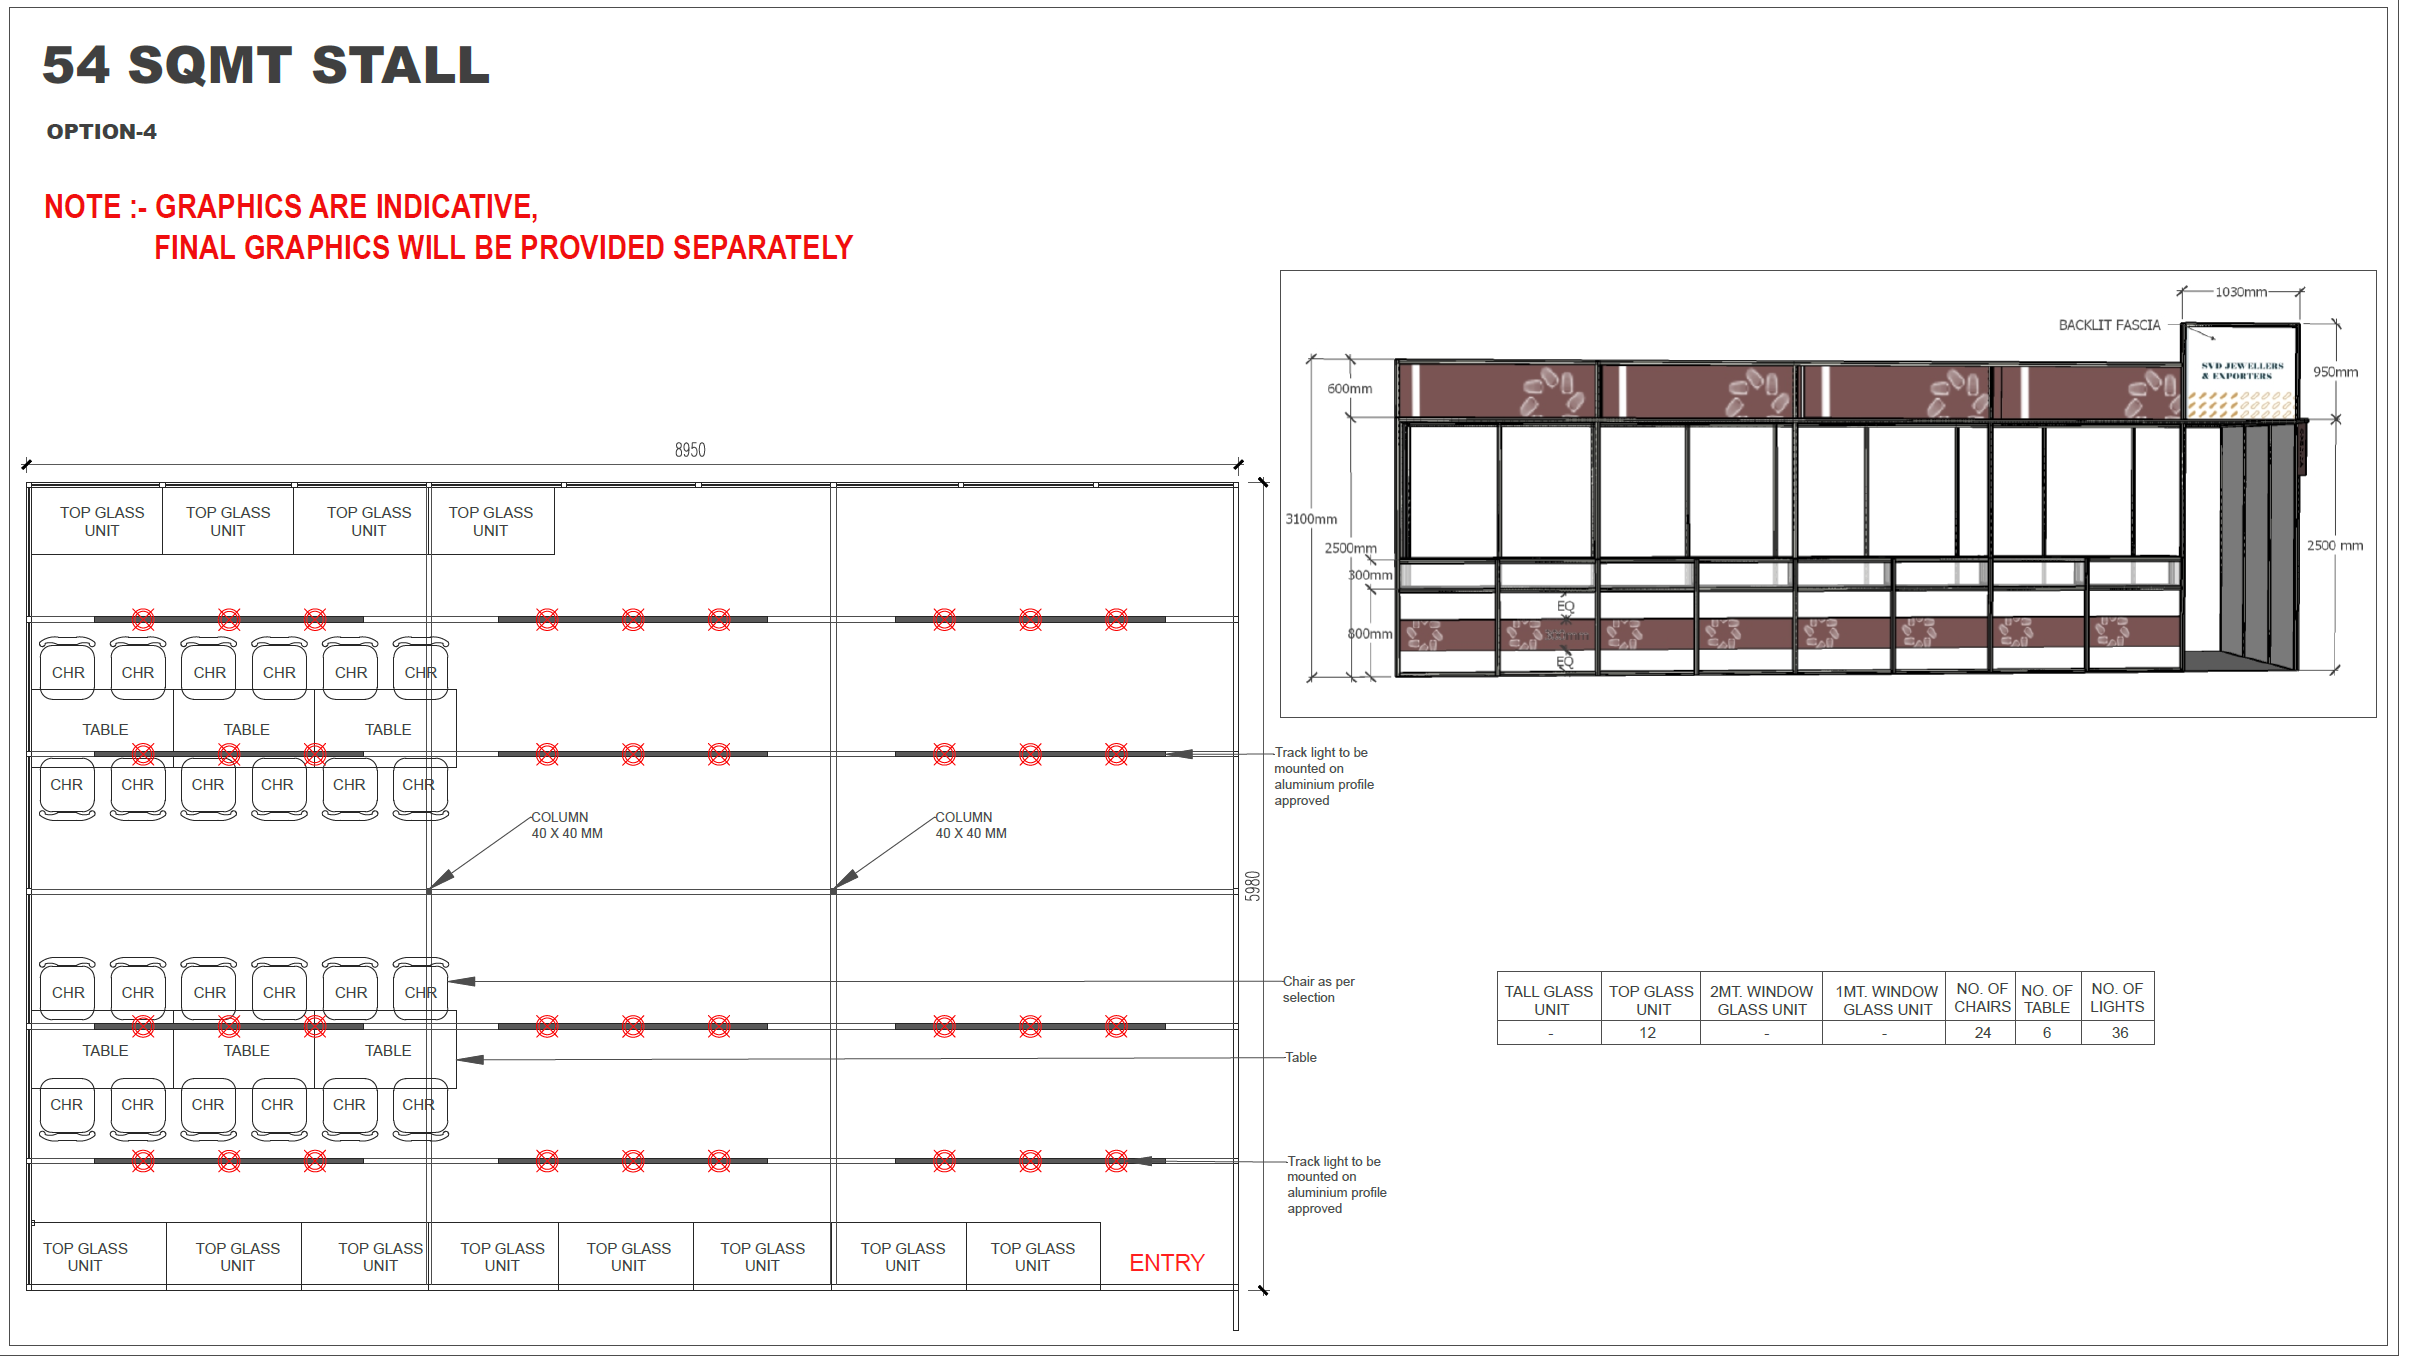 54 SQMT STALL
OPTION-4
NOTE :- GRAPHICS ARE INDICATIVE,
FINAL GRAPHICS WILL BE PROVIDED SEPARATELY
1030mm
BACKLIT FASCIA
SVD JEWELLERS
& EXPORTERS
950mm
600mm
3100mm
2500mm
2500 mm
300mm
EQ
800mm
EQ
8950
TOP GLASS
UNIT
TOP GLASS
UNIT
TOP GLASS
UNIT
TOP GLASS
UNIT
CHR CHR CHR CHR CHR CHR
TABLE TABLE TABLE
CHR CHR CHR CHR CHR CHR
Track light to be
mounted on
aluminium profile
approved
COLUMN
40 X 40 MM
COLUMN
40 X 40 MM
5980
CHR CHR CHR CHR CHR CHR
Chair as per
selection
TABLE TABLE TABLE
Table
CHR CHR CHR CHR CHR CHR
Track light to be
mounted on
aluminium profile
approved
TOP GLASS
UNIT
TOP GLASS
UNIT
TOP GLASS
UNIT
TOP GLASS
UNIT
TOP GLASS
UNIT
TOP GLASS
UNIT
TOP GLASS
UNIT
TOP GLASS
UNIT
ENTRY
TALL GLASS
UNIT
TOP GLASS
UNIT
2MT. WINDOW
GLASS UNIT
1MT. WINDOW
GLASS UNIT
NO. OF
CHAIRS
NO. OF
TABLE
NO. OF
LIGHTS
- 12 - - 24 6 36